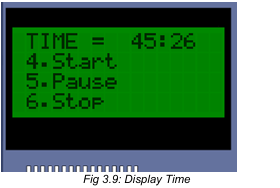 TIME = 45:26
4.Start
5.Pause
6.Stop
Fig 3.9: Display Time